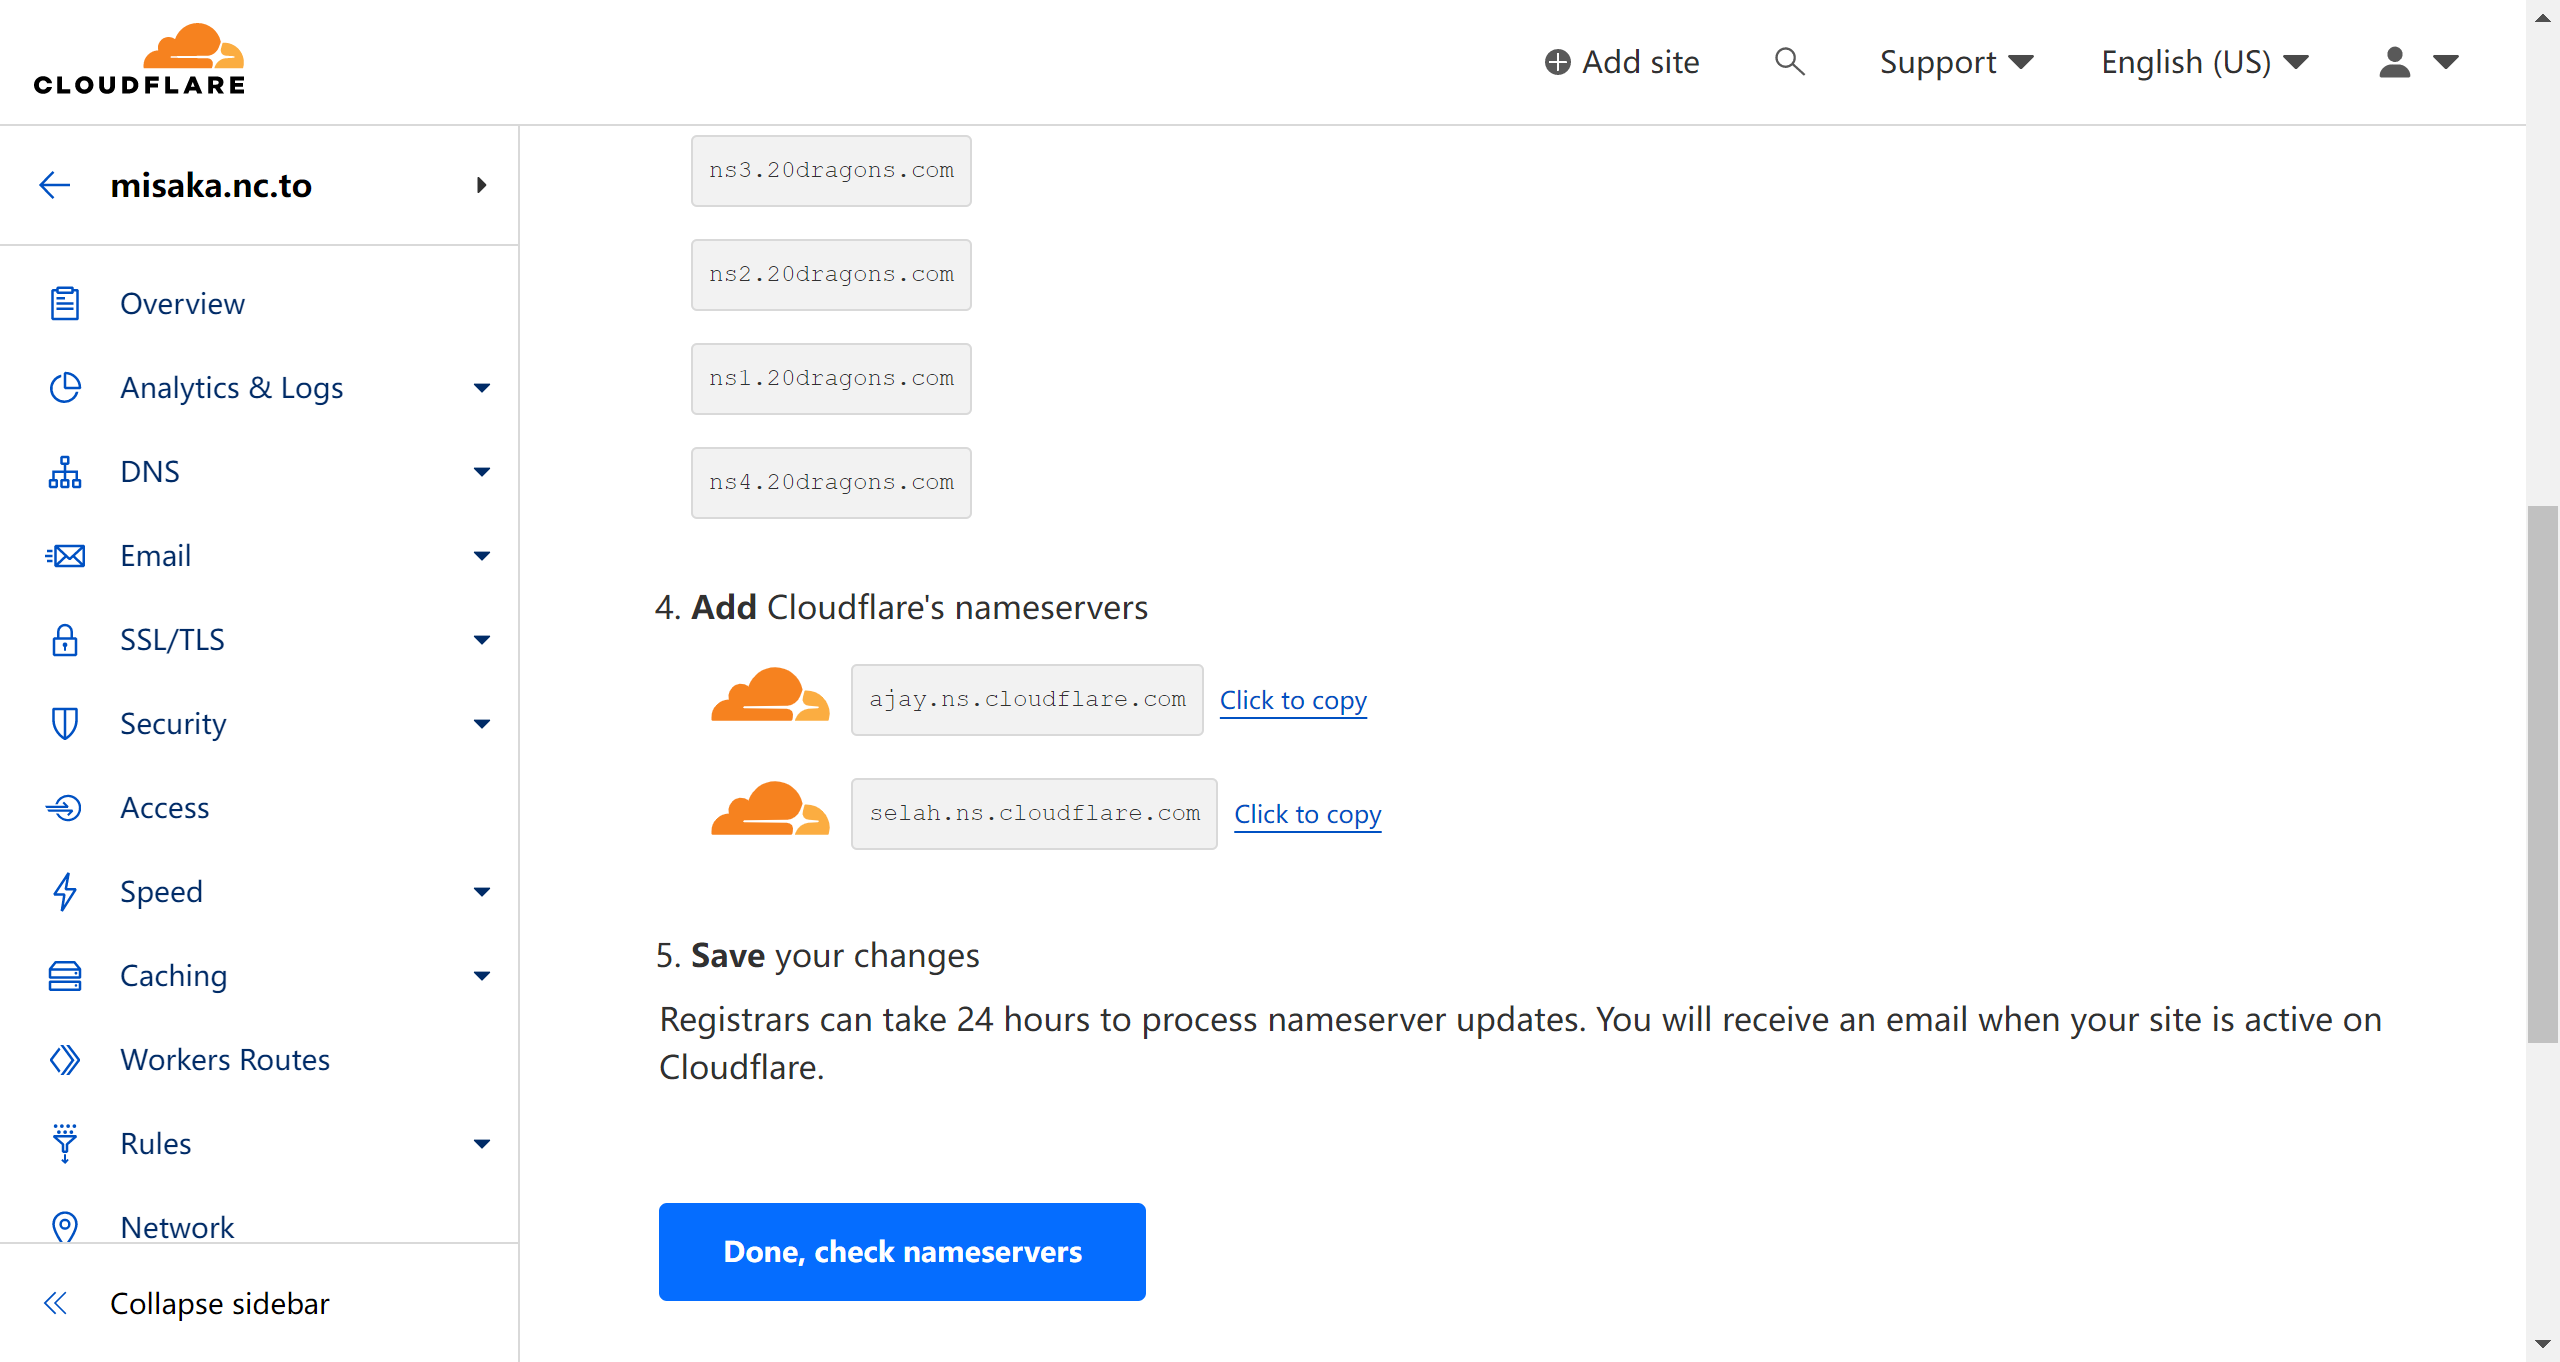 CLOUDFLARE
Add site
Support
English (US)
misaka.nc.to
Overview
Analytics & Logs
DNS
Email
SSL/TLS
Security
Access
Speed
Caching
Workers Routes
Rules
Network
Collapse sidebar
ns3.20dragons.com
ns2.20dragons.com
ns1.20dragons.com
ns4.20dragons.com
4. Add Cloudflare's nameservers
ajay.ns.cloudflare.com Click to copy
selah.ns.cloudflare.com Click to copy
5. Save your changes
Registrars can take 24 hours to process nameserver updates. You will receive an email when your site is active on
Cloudflare.
Done, check nameservers